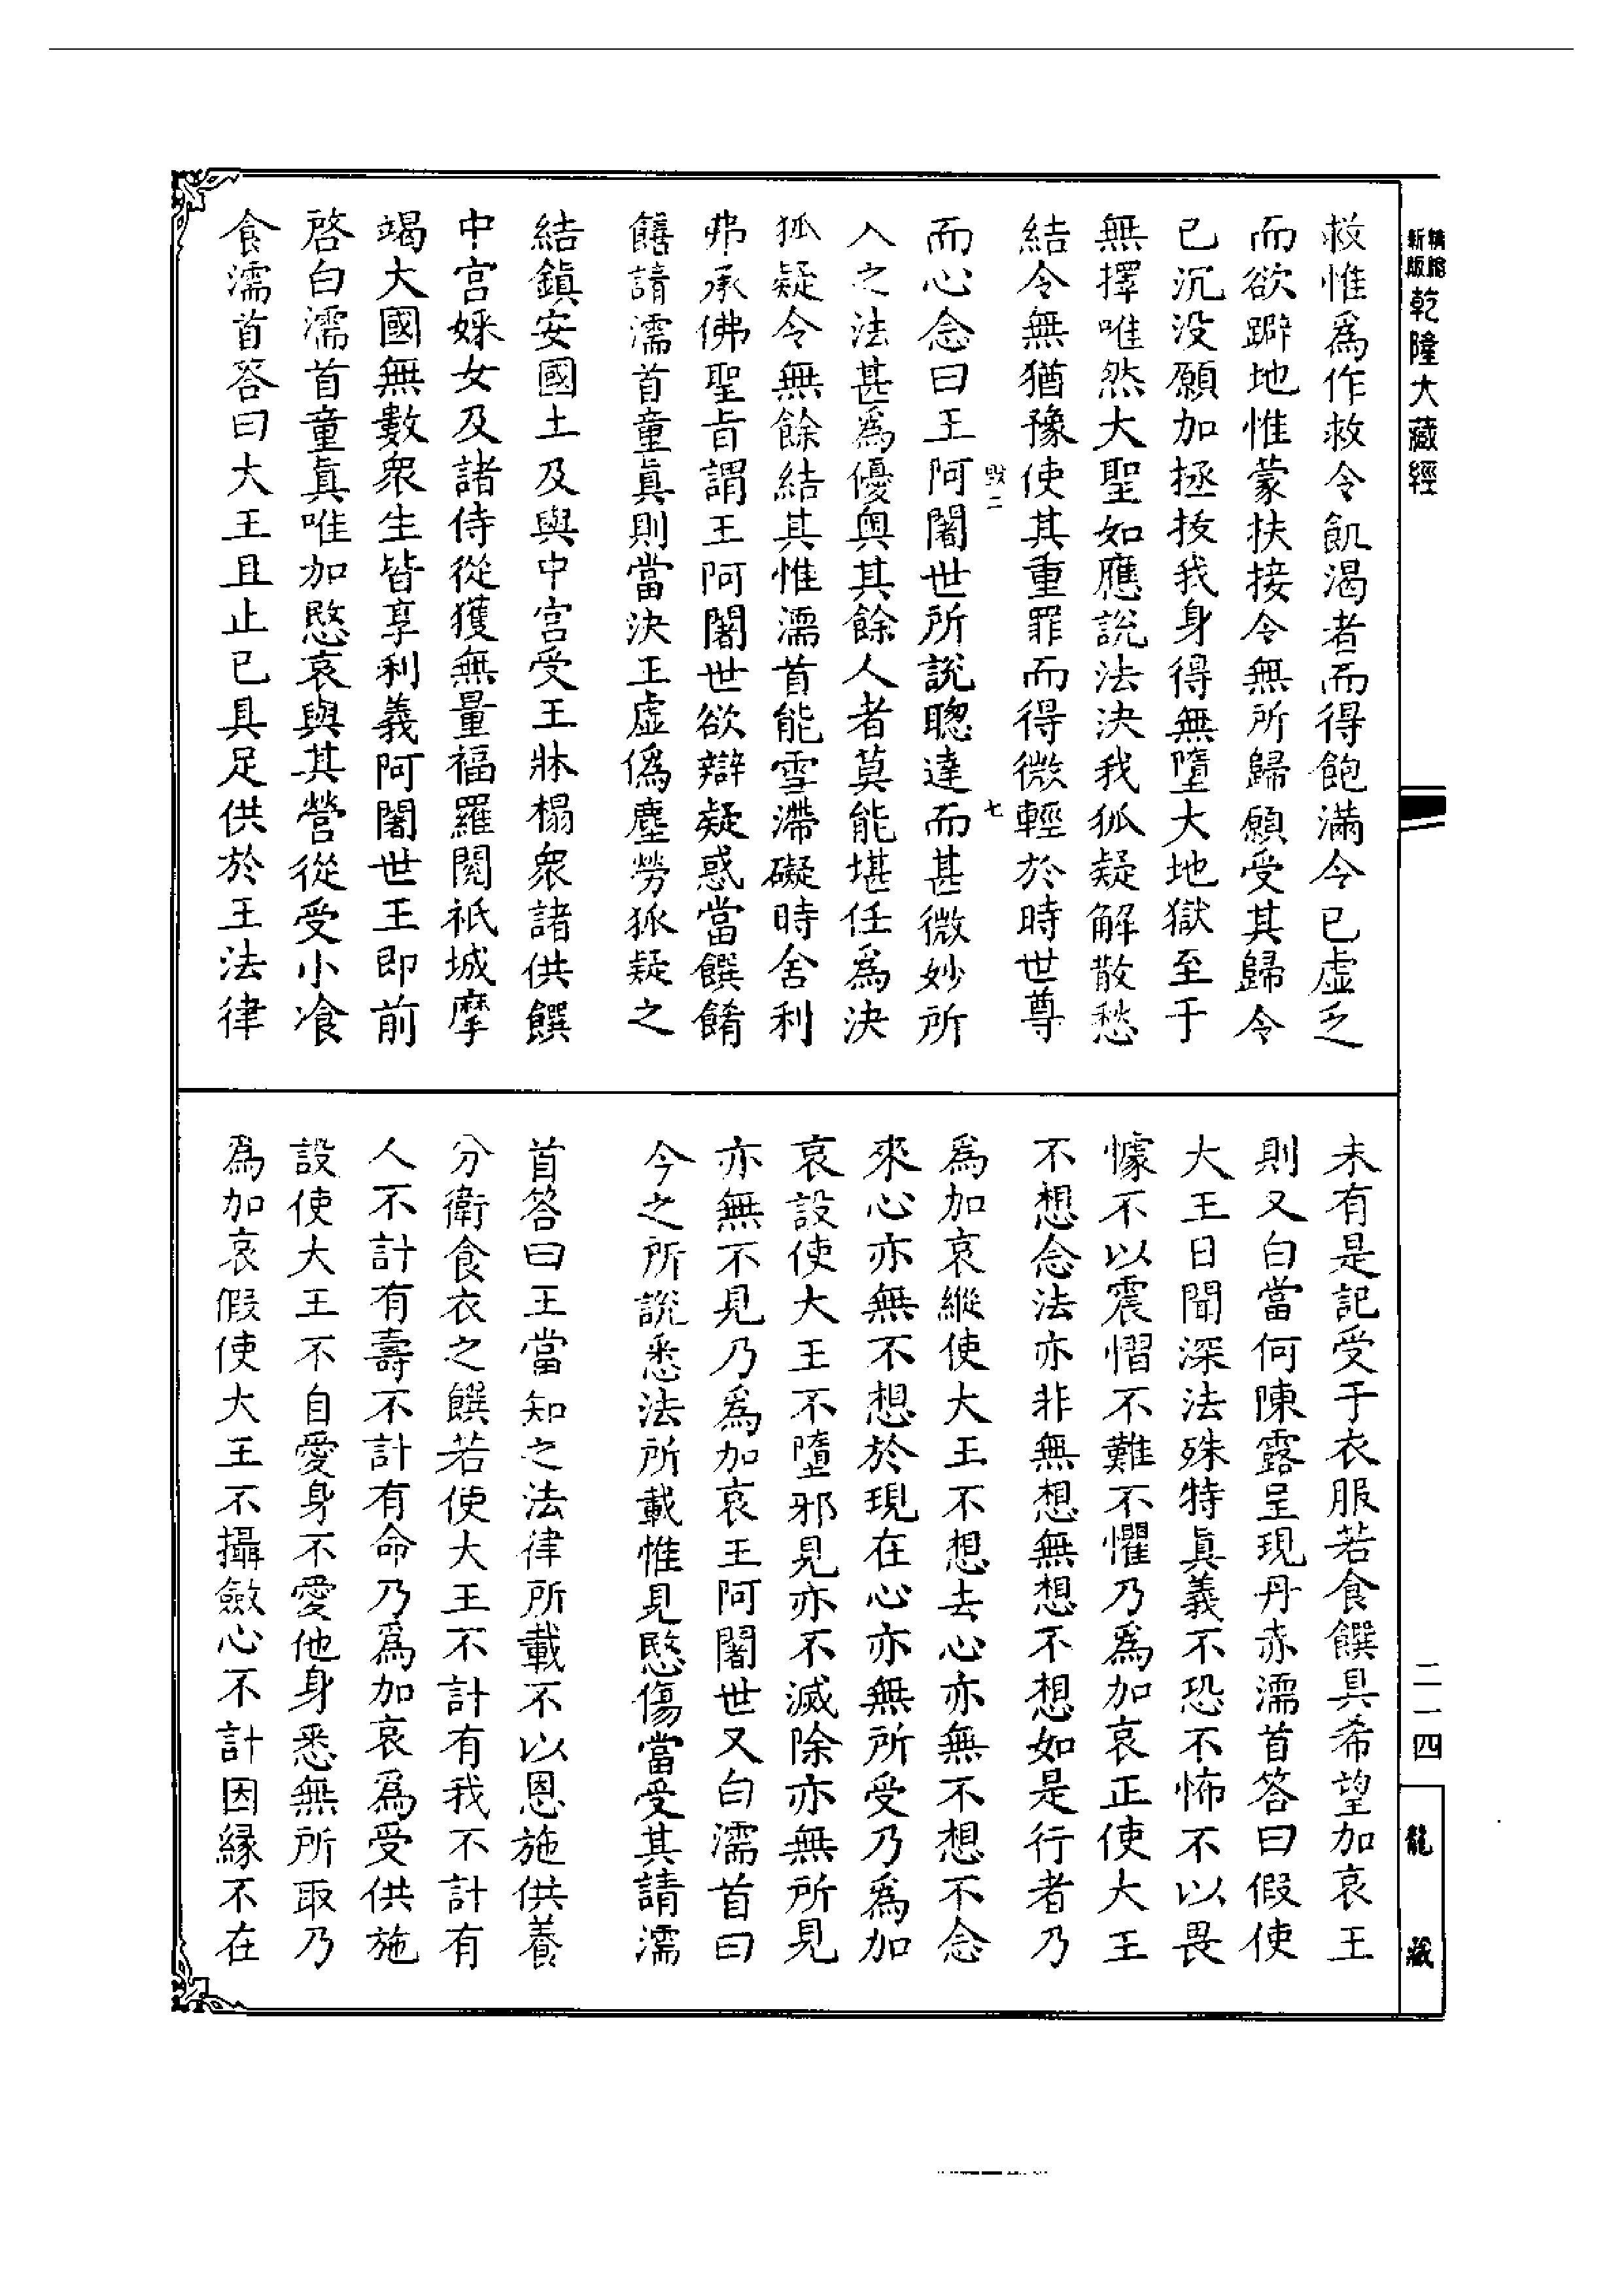 精縮新版乾隆大藏經
救惟爲作救令飢渴者而得飽滿今已虛乏
而欲躃地惟蒙扶接令無所歸願受其歸令
已沉没願加拯拔我身得無墮大地獄至于
無擇唯然大聖如應說法決我狐疑解散愁
結令無猶豫使其重罪而得微輕於時世尊
二 七
而心念曰王阿闍世所說聰達而甚微妙所
入之法甚爲優奥其餘人者莫能堪任爲決
狐疑令無餘結其惟濡首能雪滯礙時舍利
弗承佛聖旨謂王阿闍世欲辯疑惑當饌餚
饍請濡首童眞則當決王虛僞塵勞狐疑之
結鎮安國土及與中宮受王牀榻衆諸供饌
中宮婇女及諸侍從獲無量福羅閱祇城摩
竭大國無數衆生皆享利義阿闍世王即前
啓白濡首童眞唯加愍哀與其營從受小飡
食濡首答曰大王且止已具足供於王法律
未有是記受于衣服若食饌具希望加哀王
則又白當何陳露呈現丹赤濡首答曰假使
大王日聞深法殊特眞義不恐不怖不以畏
懅不以震慴不難不懼乃爲加哀正使大王
不想念法亦非無想無想不想如是行者乃
爲加哀縱使大王不想去心亦無不想不念
來心亦無不想於現在心亦無所受乃爲加
哀設使大王不墮邪見亦不滅除亦無所見
亦無不見乃爲加哀王阿闍世又白濡首曰
今之所說悉法所載惟見愍傷當受其請濡
首答曰王當知之法律所載不以恩施供養
分衛食衣之饌若使大王不計有我不計有
人不計有壽不計有命乃爲加哀爲受供施
設使大王不自愛身不愛他身悉無所取乃
爲加哀假使大王不攝斂心不計因緣不在
二一四
龍藏